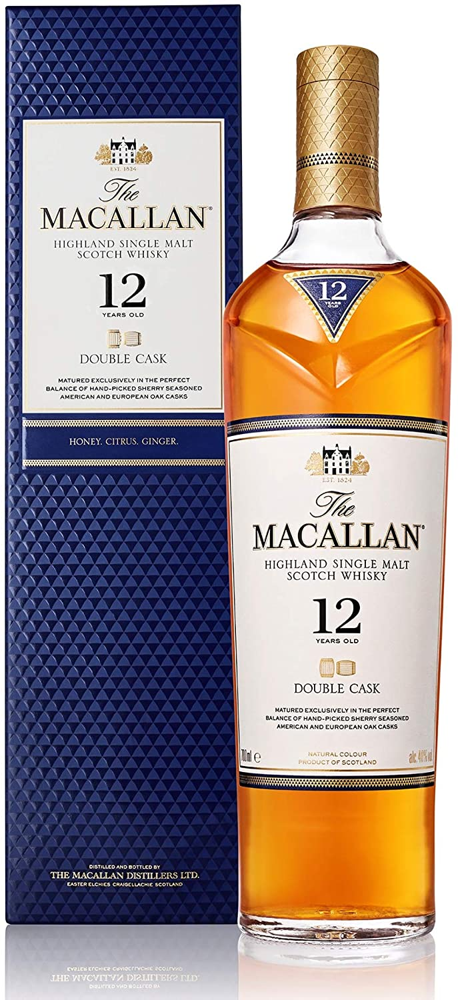 EST. 1824
The
MACALLAN®
HIGHLAND SINGLE MALT
SCOTCH WHISKY
12
YEARS OLD
DOUBLE CASK
MATURED EXCLUSIVELY IN THE PERFECT
BALANCE OF HAND-PICKED SHERRY SEASONED
AMERICAN AND EUROPEAN OAK CASKS
HONEY. CITRUS. GINGER.
DISTILLED AND BOTTLED BY
THE MACALLAN DISTILLERS LTD.
EASTER ELCHIES CRAIGELLACHIE SCOTLAND
12
YEARS
OLD
EST. 1824
The
MACALLAN®
HIGHLAND SINGLE MALT
SCOTCH WHISKY
12
YEARS OLD
DOUBLE CASK
MATURED EXCLUSIVELY IN THE PERFECT
BALANCE OF HAND-PICKED SHERRY SEASONED
AMERICAN AND EUROPEAN OAK CASKS
700ml e
NATURAL COLOUR
PRODUCT OF SCOTLAND
alc. 40% vol